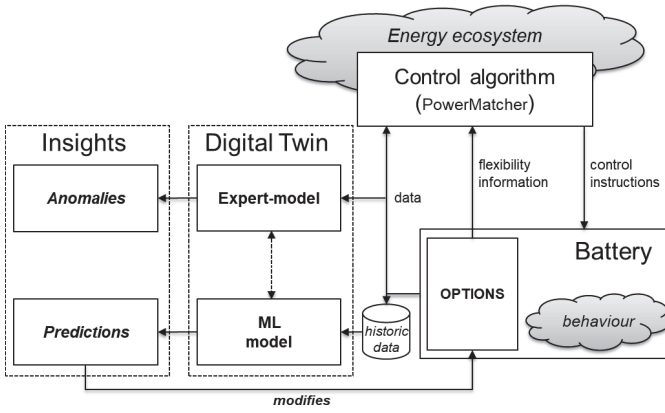 Energy ecosystem
Control algorithm
(PowerMatcher)
Insights
Digital Twin
flexibility
information
control
instructions
Anomalies
Expert-model
data
Battery
OPTIONS
behaviour
Predictions
ML
model
historic
data
modifies